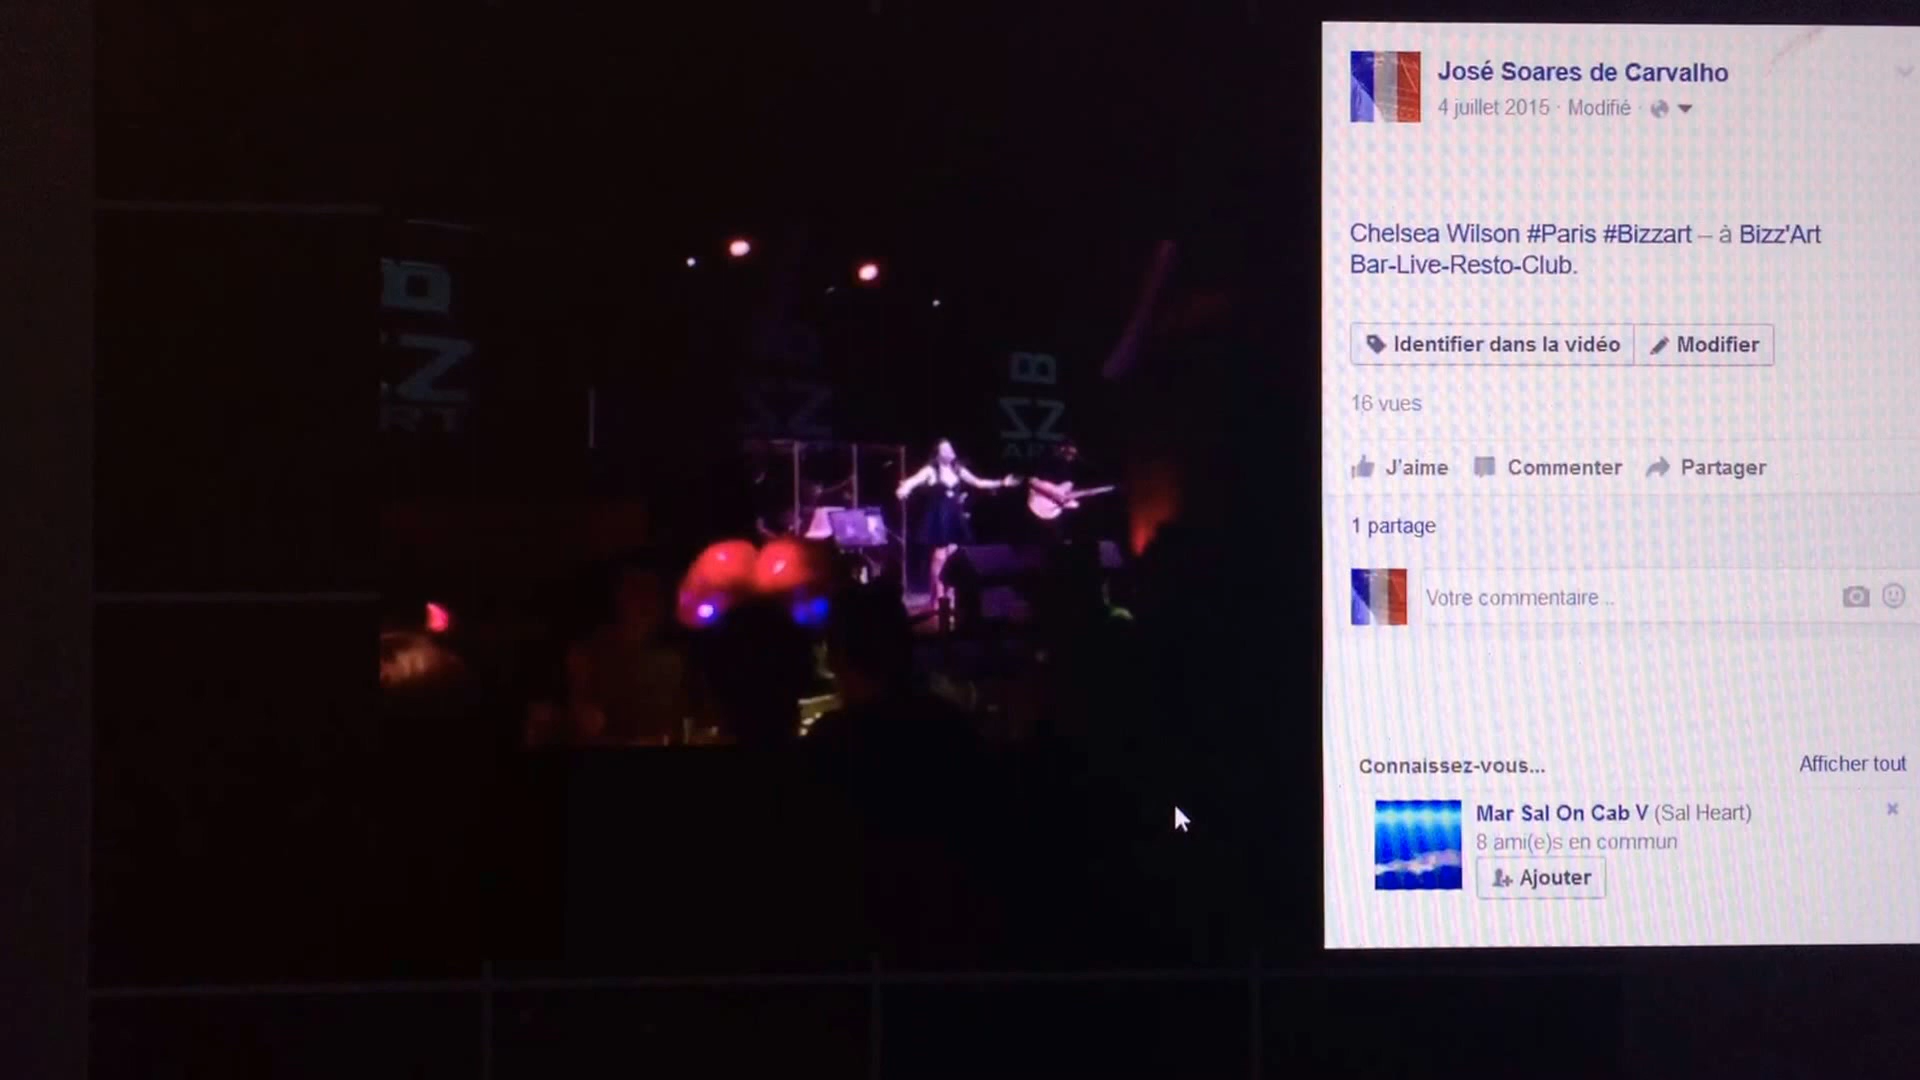 José Soares de Carvalho
4 juillet 2015 · Modifié ·
Chelsea Wilson #Paris #Bizzart – à Bizz'Art
Bar-Live-Resto-Club.
Identifier dans la vidéo
Modifier
16 vues
J'aime Commenter Partager
1 partage
Votre commentaire ..
Connaissez-vous... Afficher tout
Mar Sal On Cab V (Sal Heart)
8 ami(e)s en commun
Ajouter
B
ZZ
ART